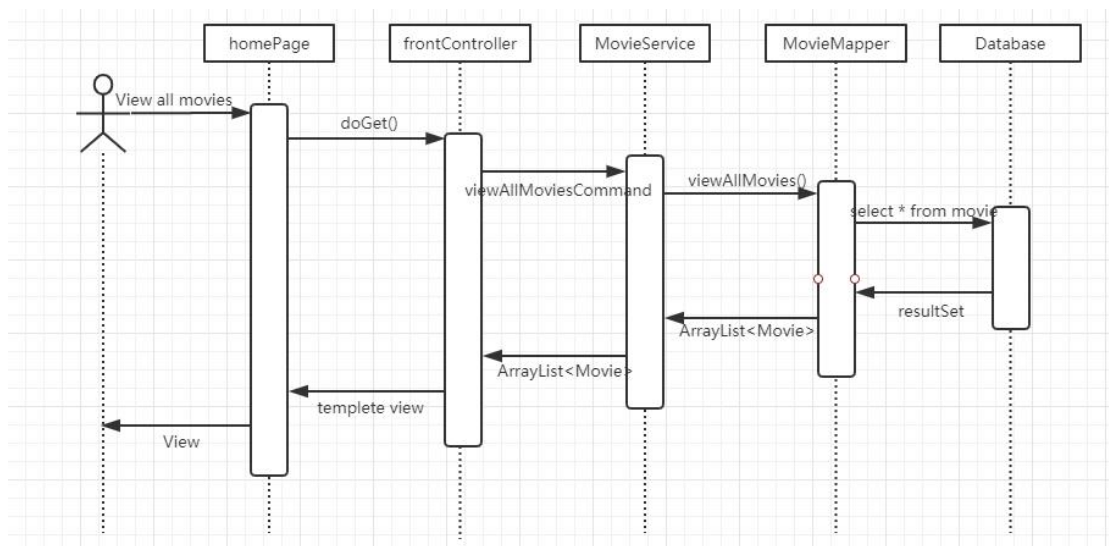 homePage
frontController
MovieService
MovieMapper
Database
View all movies
doGet()
viewAllMoviesCommand
viewAllMovies()
select * from movie
resultSet
ArrayList<Movie>
ArrayList<Movie>
templete view
View